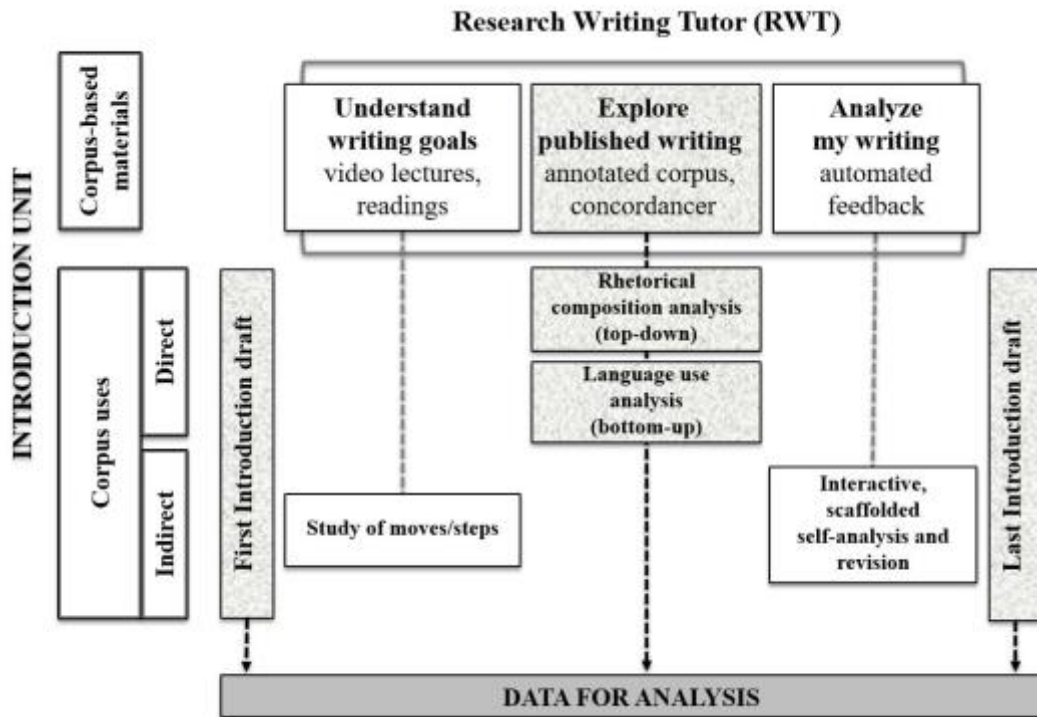 Research Writing Tutor (RWT)
INTRODUCTION UNIT
Corpus-based
materials
Understand
writing goals
video lectures,
readings
Explore
published writing
annotated corpus,
concordancer
Analyze
my writing
automated
feedback
Corpus uses
Direct
Indirect
First Introduction draft
Rhetorical
composition analysis
(top-down)
Language use
analysis
(bottom-up)
Study of moves/steps
Interactive,
scaffolded
self-analysis and
revision
Last Introduction draft
DATA FOR ANALYSIS